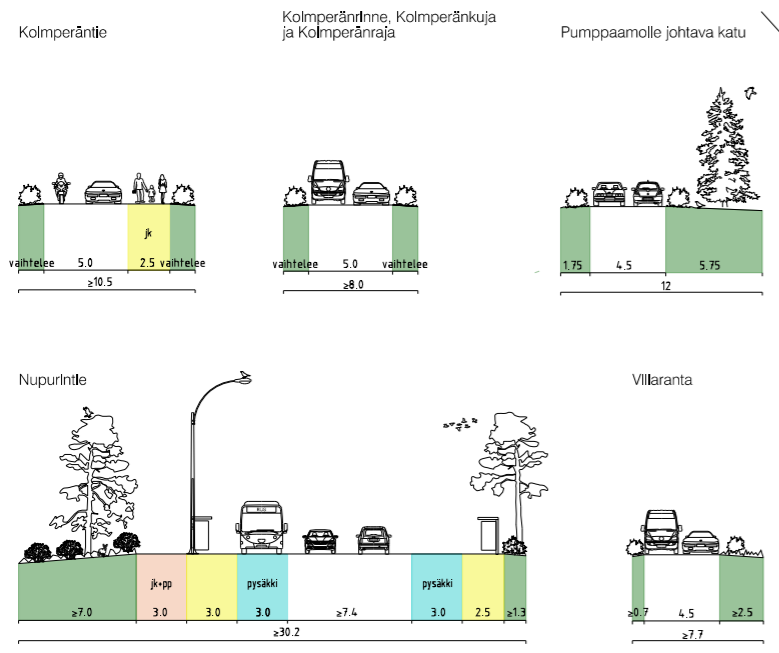 Kolmperäntie
Kolmperänrinne, Kolmperänkuja
ja Kolmperänraja
Pumppaamolle johtava katu
jk
vaihtelee 5.0 2.5 vaihtelee
≥10.5
vaihtelee 5.0 vaihtelee
≥8.0
1.75 4.5 5.75
12
Nupurintie
Villaranta
jk+pp pysäkki pysäkki
≥7.0 3.0 3.0 3.0 ≥7.4 3.0 2.5 ≥1.3
≥30.2
≥0.7 4.5 ≥2.5
≥7.7